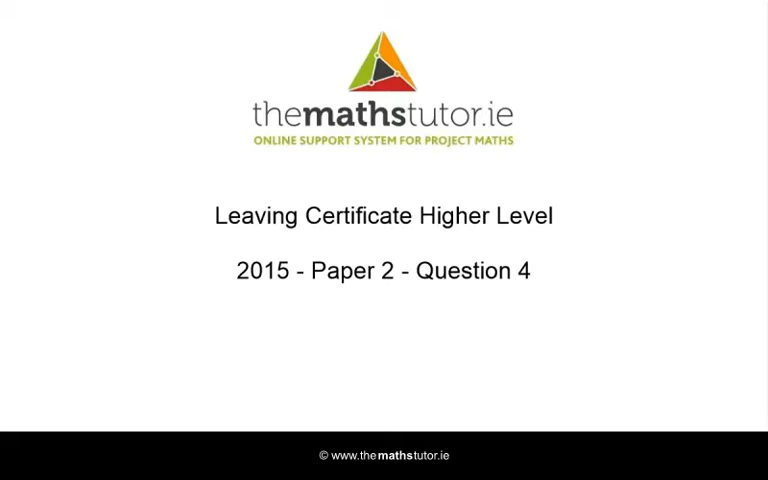 themathstutor.ie
ONLINE SUPPORT SYSTEM FOR PROJECT MATHS
Leaving Certificate Higher Level
2015 - Paper 2 - Question 4
© www.themathstutor.ie